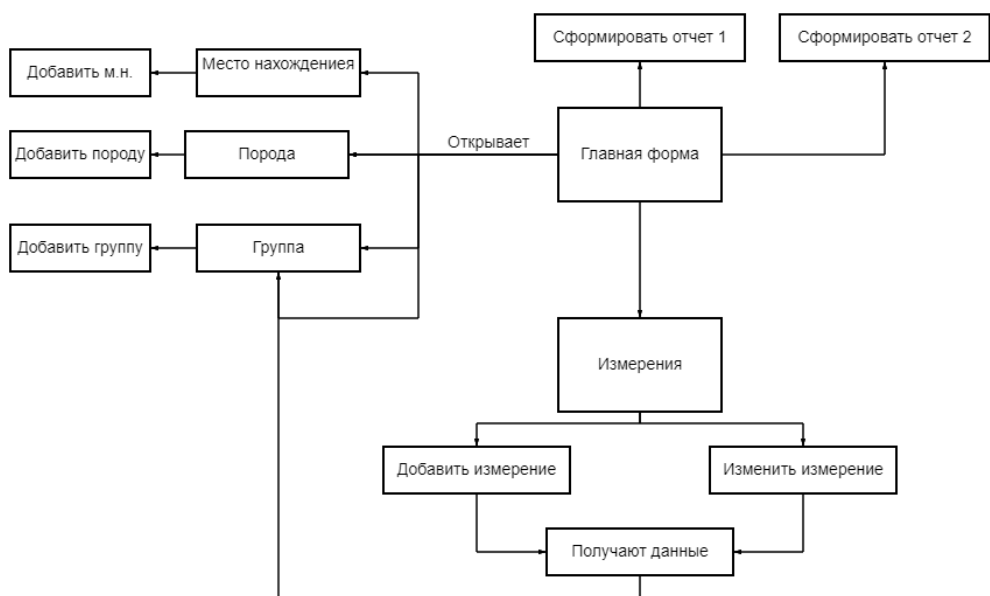 Сформировать отчет 1
Сформировать отчет 2
Добавить м.н.
Место нахождениея
Открывает
Главная форма
Добавить породу
Порода
Добавить группу
Группа
Измерения
Добавить измерение
Изменить измерение
Получают данные